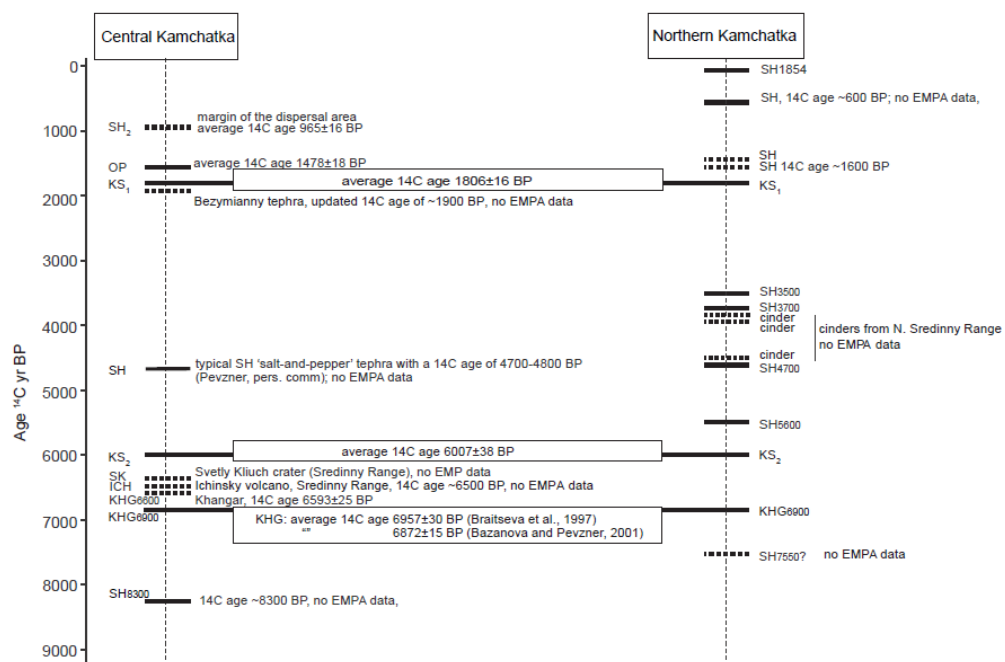 Central Kamchatka
Northern Kamchatka
0
1000
2000
3000
4000
5000
6000
7000
8000
9000
Age ¹⁴C yr BP
SH₂
margin of the dispersal area
average 14C age 965±16 BP
OP
average 14C age 1478±18 BP
KS₁
average 14C age 1806±16 BP
Bezymianny tephra, updated 14C age of ~1900 BP, no EMPA data
SH
typical SH 'salt-and-pepper' tephra with a 14C age of 4700-4800 BP
(Pevzner, pers. comm); no EMPA data
KS₂
average 14C age 6007±38 BP
SK
Svetly Kliuch crater (Sredinny Range), no EMP data
ICH
Ichinsky volcano, Sredinny Range, 14C age ~6500 BP, no EMPA data
KHG6600
Khangar, 14C age 6593±25 BP
KHG6900
KHG: average 14C age 6957±30 BP (Braitseva et al., 1997)
“” 6872±15 BP (Bazanova and Pevzner, 2001)
SH8300
14C age ~8300 BP, no EMPA data,
SH1854
SH, 14C age ~600 BP; no EMPA data,
SH
SH 14C age ~1600 BP
KS₁
SH3500
SH3700
cinder
cinder
cinder
cinders from N. Sredinny Range
no EMPA data
SH4700
SH5600
KS₂
KHG6900
SH7550? no EMPA data